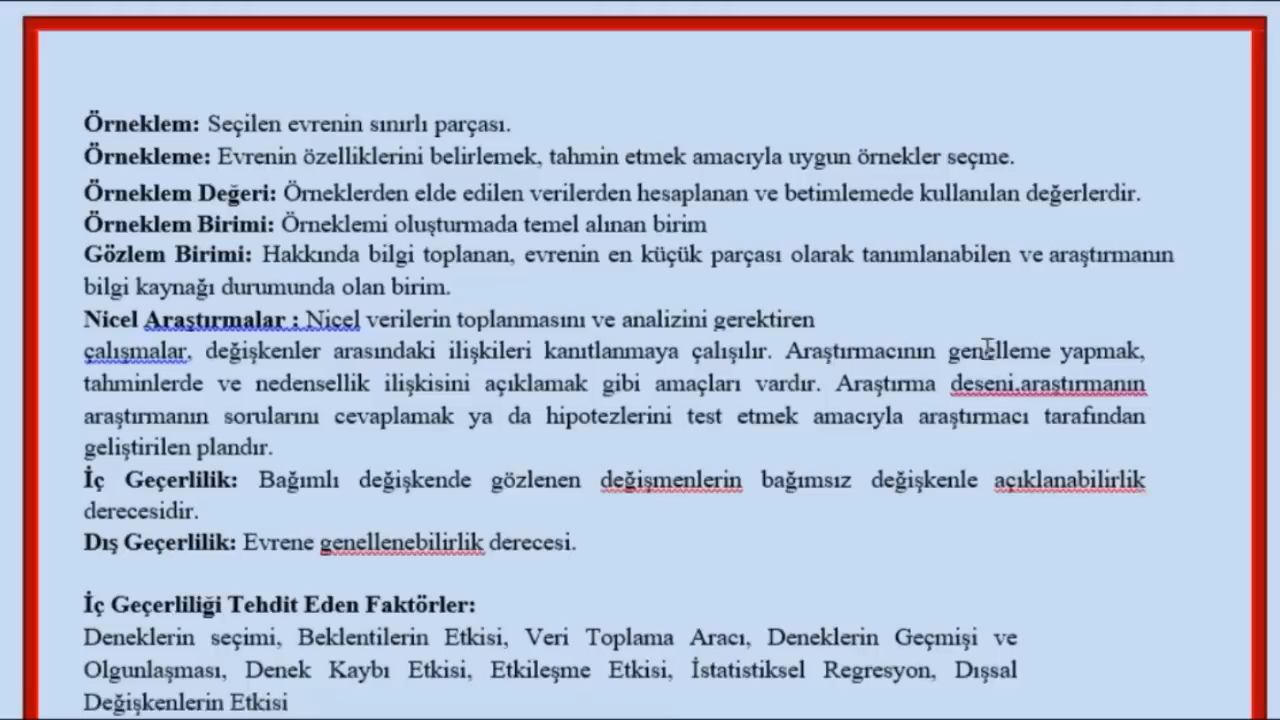 Örneklem: Seçilen evrenin sınırlı parçası.
Örnekleme: Evrenin özelliklerini belirlemek, tahmin etmek amacıyla uygun örnekler seçme.
Örneklem Değeri: Örneklerden elde edilen verilerden hesaplanan ve betimlemede kullanılan değerlerdir.
Örneklem Birimi: Örneklemi oluşturmada temel alınan birim
Gözlem Birimi: Hakkında bilgi toplanan, evrenin en küçük parçası olarak tanımlanabilen ve araştırmanın
bilgi kaynağı durumunda olan birim.
Nicel Araştırmalar : Nicel verilerin toplanmasını ve analizini gerektiren
çalışmalar. değişkenler arasındaki ilişkileri kanıtlanmaya çalışılır. Araştırmacının genelleme yapmak,
tahminlerde ve nedensellik ilişkisini açıklamak gibi amaçları vardır. Araştırma deseni.araştırmanın
araştırmanın sorularını cevaplamak ya da hipotezlerini test etmek amacıyla araştırmacı tarafından
geliştirilen plandır.
İç Geçerlilik: Bağımlı değişkende gözlenen değişmenlerin bağımsız değişkenle açıklanabilirlik
derecesidir.
Dış Geçerlilik: Evrene genellenebilirlik derecesi.
İç Geçerliliği Tehdit Eden Faktörler:
Deneklerin seçimi, Beklentilerin Etkisi, Veri Toplama Aracı, Deneklerin Geçmişi ve
Olgunlaşması, Denek Kaybı Etkisi, Etkileşme Etkisi, İstatistiksel Regresyon, Dışsal
Değişkenlerin Etkisi